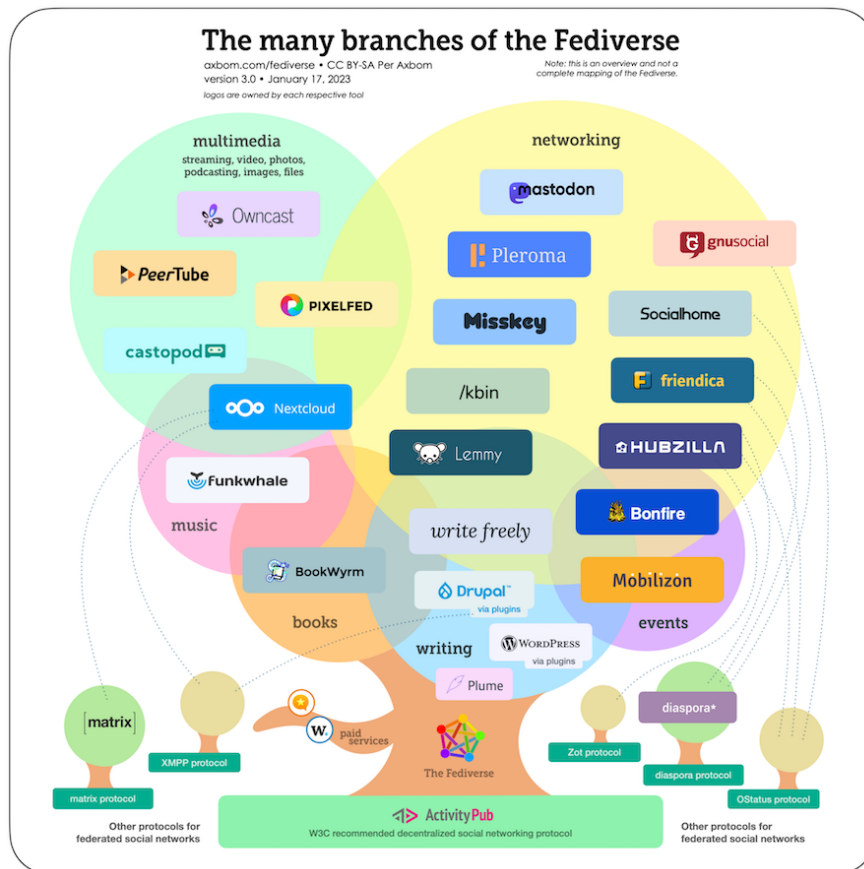 The many branches of the Fediverse
axbom.com/fediverse • CC BY-SA Per Axbom
version 3.0 • January 17, 2023
logos are owned by each respective tool
Note: this is an overview and not a
complete mapping of the Fediverse.
multimedia
streaming, video, photos,
podcasting, images, files
networking
mastodon
Owncast
gnusocial
Pleroma
PeerTube
PIXELFED
Misskey
Socialhome
castopod
/kbin
friendica
Nextcloud
Lemmy
HUBZILLA
funkwhale
music
write freely
Bonfire
BookWyrm
Drupal™
via plugins
Mobilizon
books
events
writing
WORDPRESS
via plugins
Plume
[matrix]
matrix protocol
XMPP protocol
W.
paid
services
The Fediverse
Zot protocol
diaspora*
diaspora protocol
OStatus protocol
Other protocols for
federated social networks
ActivityPub
W3C recommended decentralized social networking protocol
Other protocols for
federated social networks